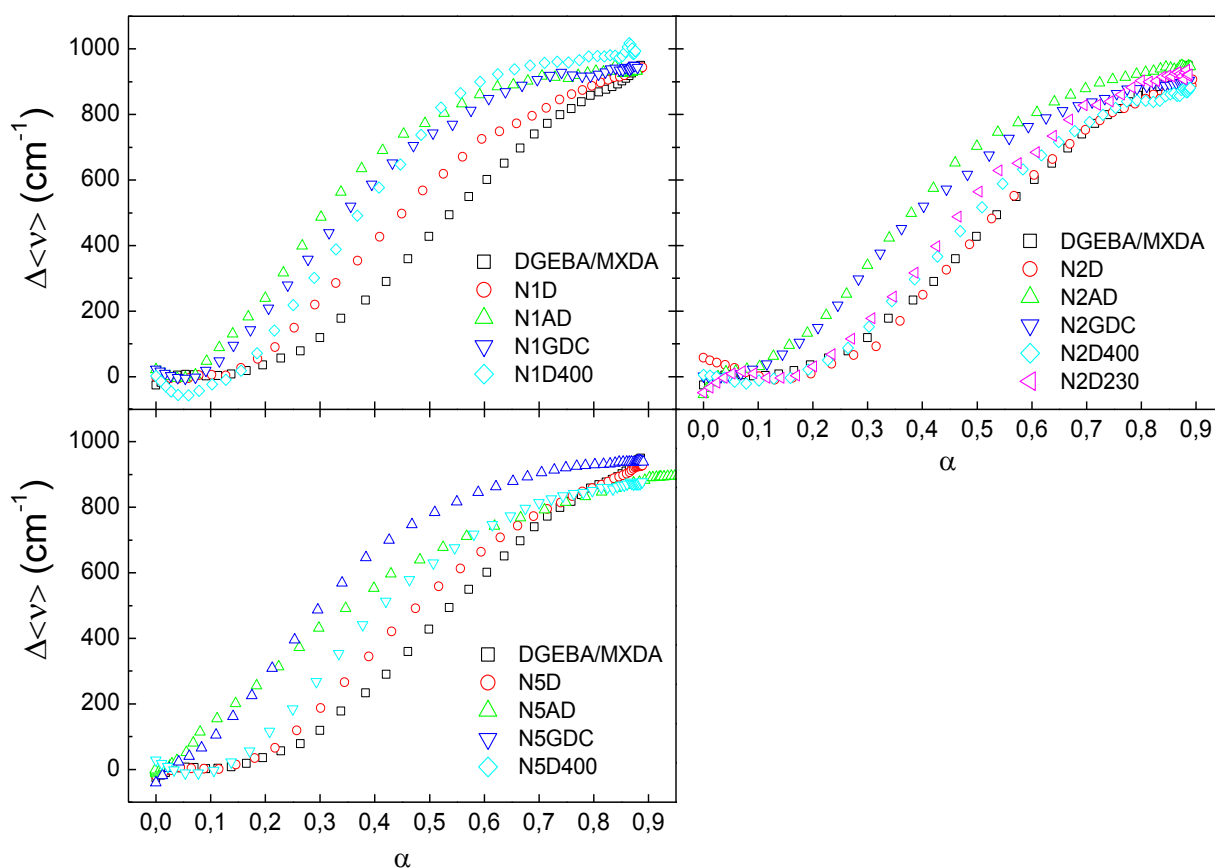 1000
800
600
400
200
0
Δ<ν> (cm⁻¹)
DGEBA/MXDA
N1D
N1AD
N1GDC
N1D400
DGEBA/MXDA
N2D
N2AD
N2GDC
N2D400
N2D230
0,0 0,1 0,2 0,3 0,4 0,5 0,6 0,7 0,8 0,9
α
1000
800
600
400
200
0
Δ<ν> (cm⁻¹)
DGEBA/MXDA
N5D
N5AD
N5GDC
N5D400
0,0 0,1 0,2 0,3 0,4 0,5 0,6 0,7 0,8 0,9
α